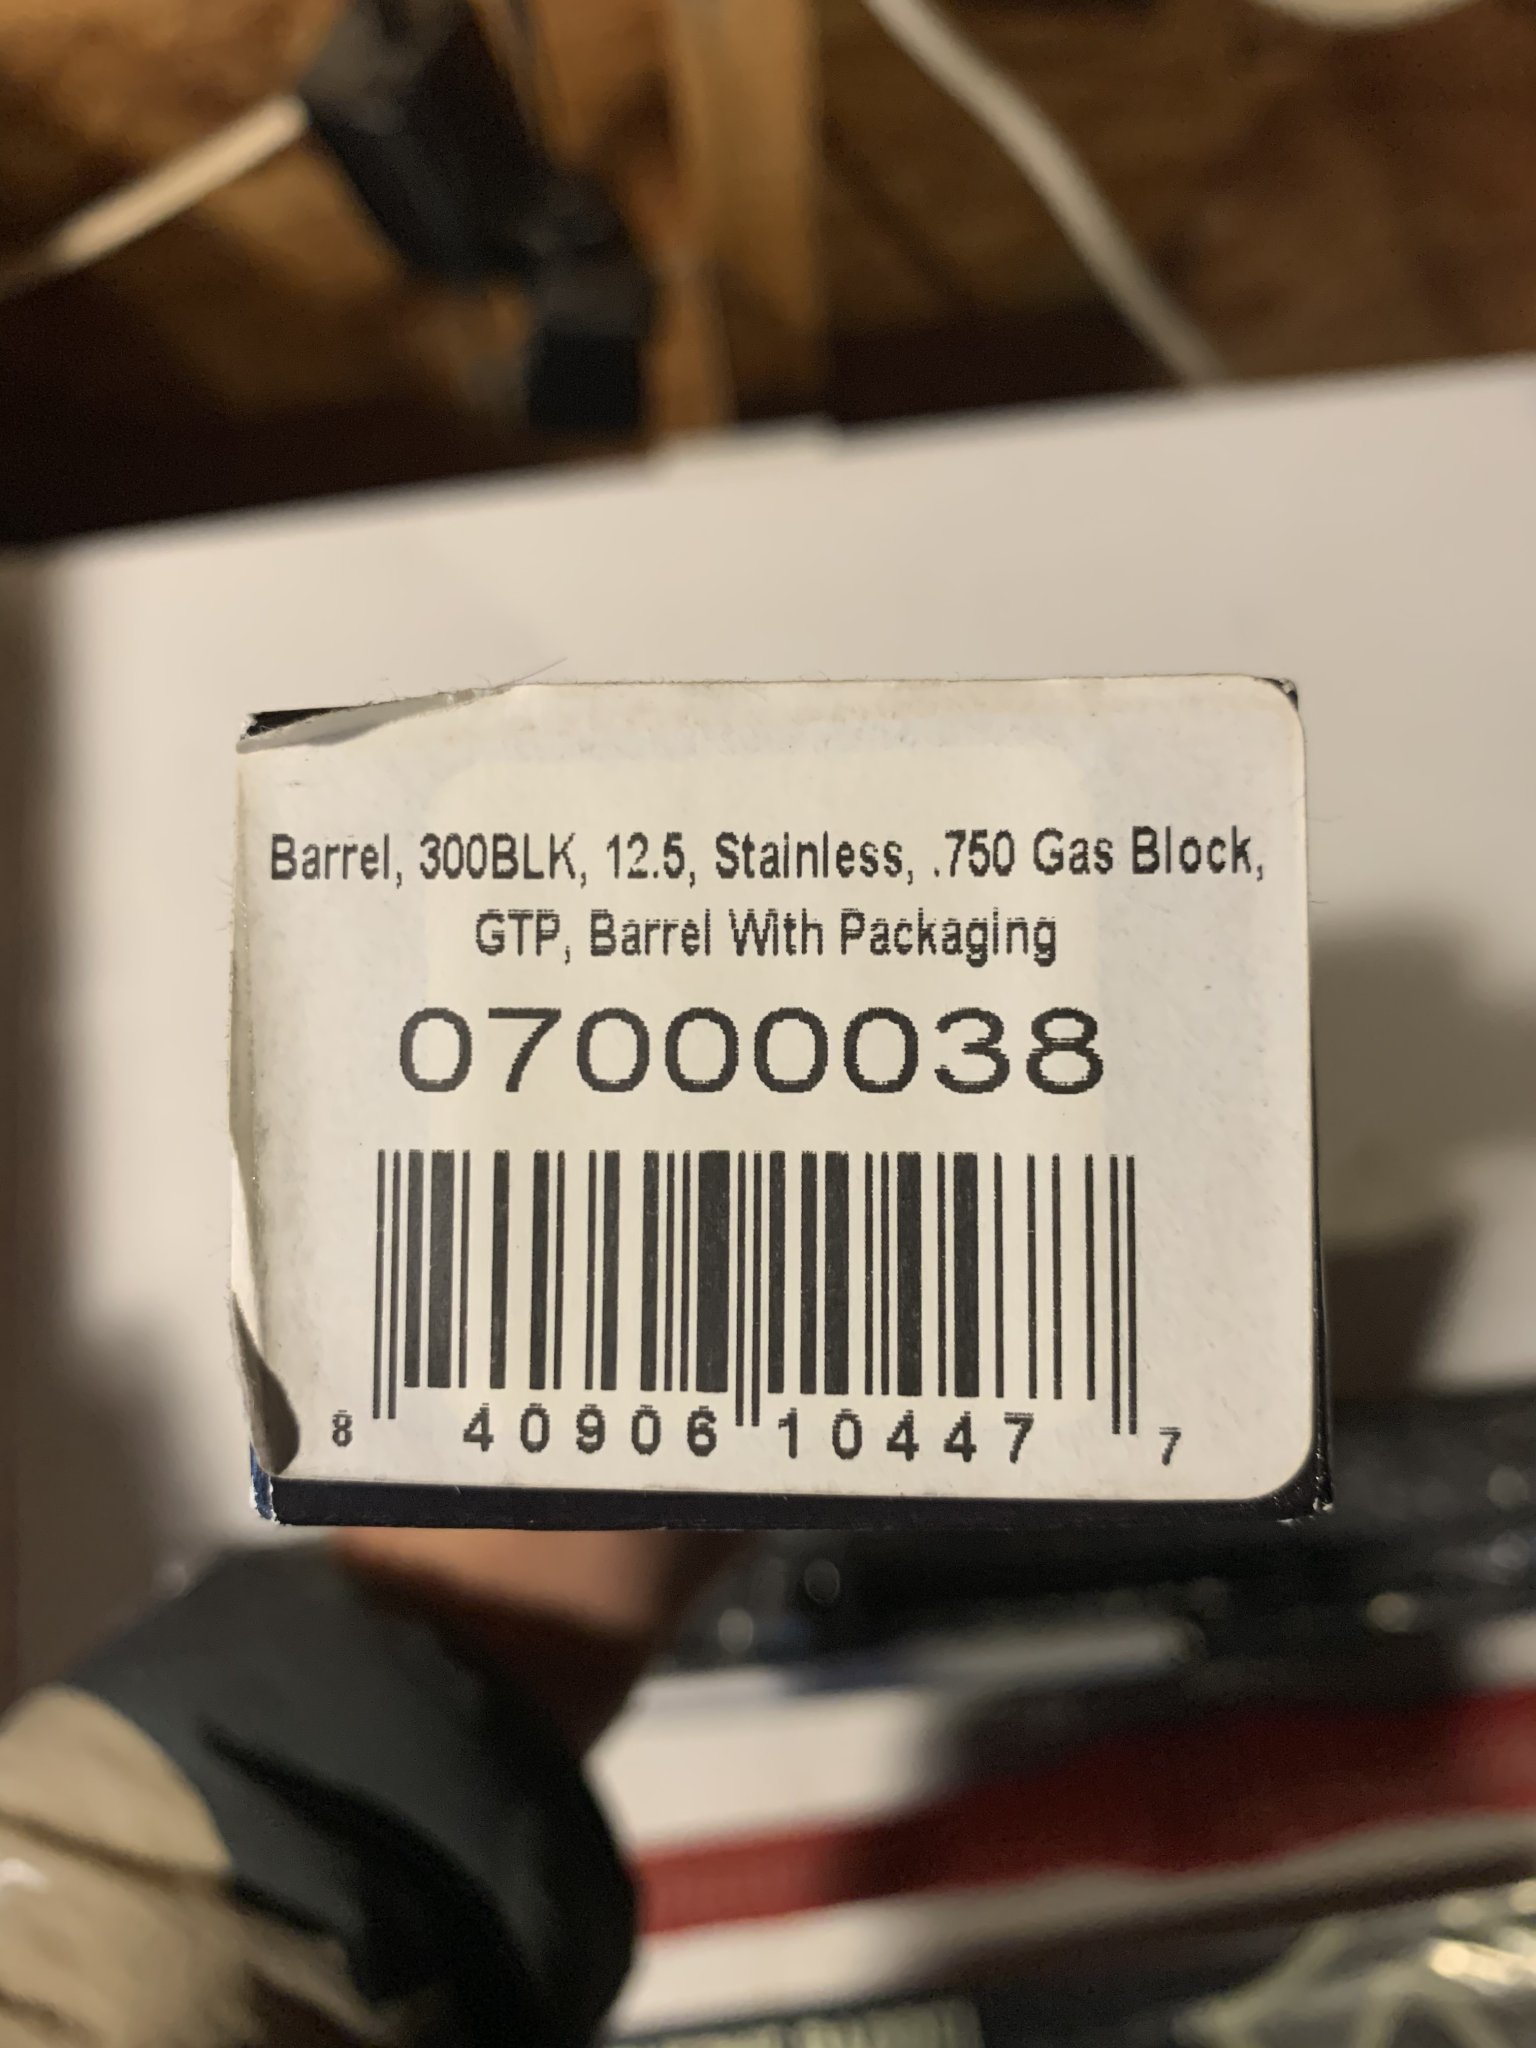 Barrel, 300BLK, 12.5, Stainless, .750 Gas Block,
GTP, Barrel With Packaging
07000038
8 40906 10447 7